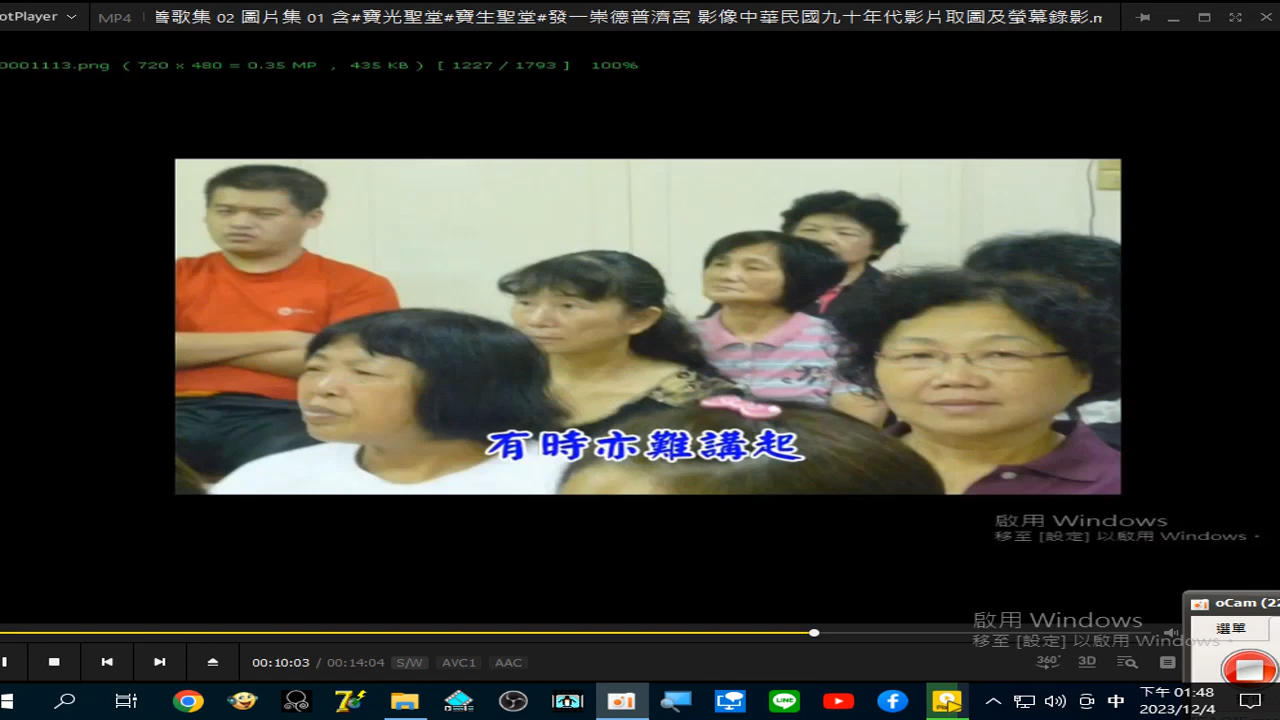 otPlayer
MP4
善歌集 02 圖片集 01 含#寶光聖堂#寶生聖堂#發一崇德普濟宮 影像中華民國九十年代影片取圖及螢幕錄影.m
0001113.png ( 720 x 480 = 0.35 MP , 435 KB ) [ 1227 / 1793 ] 100%
有時亦難講起
啟用 Windows
移至 [設定] 以啟用 Windows。
啟用 Windows
移至 [設定] 以啟用 Windows。
oCam (22
選單
00:10:03 / 00:14:04 S/W AVC1 AAC
360° 3D
LINE
中
下午 01:48
2023/12/4